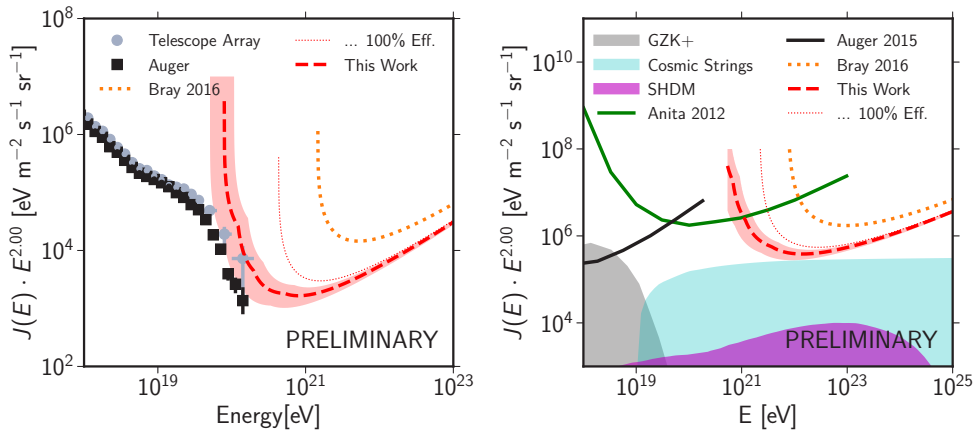 10^8
10^6
10^4
10^2
J(E) · E^2.00 [eV m^−2 s^−1 sr^−1]
Telescope Array
Auger
Bray 2016
... 100% Eff.
This Work
PRELIMINARY
10^19
10^21
10^23
Energy[eV]
10^10
10^8
10^6
10^4
J(E) · E^2.00 [eV m^−2 s^−1 sr^−1]
GZK+
Cosmic Strings
SHDM
Anita 2012
Auger 2015
Bray 2016
This Work
... 100% Eff.
PRELIMINARY
10^19
10^21
10^23
10^25
E [eV]